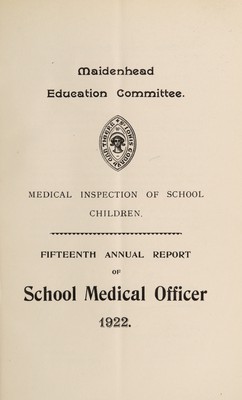 Maidenhead
Education Committee.
MEDICAL INSPECTION OF SCHOOL
CHILDREN.
FIFTEENTH ANNUAL REPORT
OF
School Medical Officer
1922.